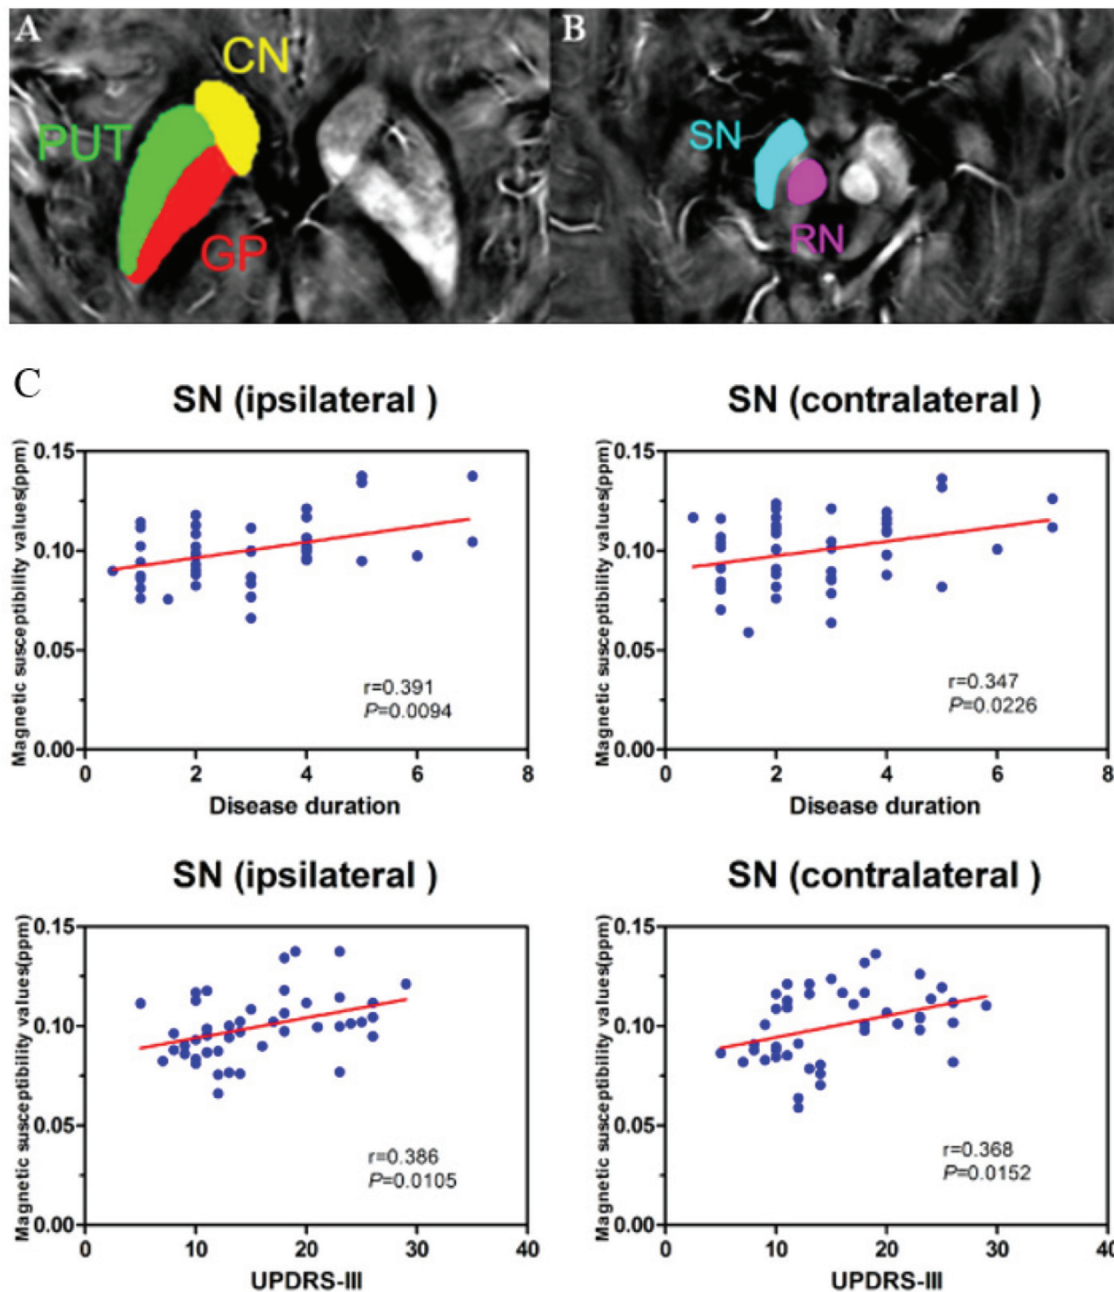 A
CN
PUT
GP
B
SN
RN
C
SN (ipsilateral )
Magnetic susceptibility values(ppm)
0.15
0.10
0.05
0.00
r=0.391
P=0.0094
0 2 4 6 8
Disease duration
SN (contralateral )
Magnetic susceptibility values(ppm)
0.15
0.10
0.05
0.00
r=0.347
P=0.0226
0 2 4 6 8
Disease duration
SN (ipsilateral )
Magnetic susceptibility values(ppm)
0.15
0.10
0.05
0.00
r=0.386
P=0.0105
0 10 20 30 40
UPDRS-III
SN (contralateral )
Magnetic susceptibility values(ppm)
0.15
0.10
0.05
0.00
r=0.368
P=0.0152
0 10 20 30 40
UPDRS-III